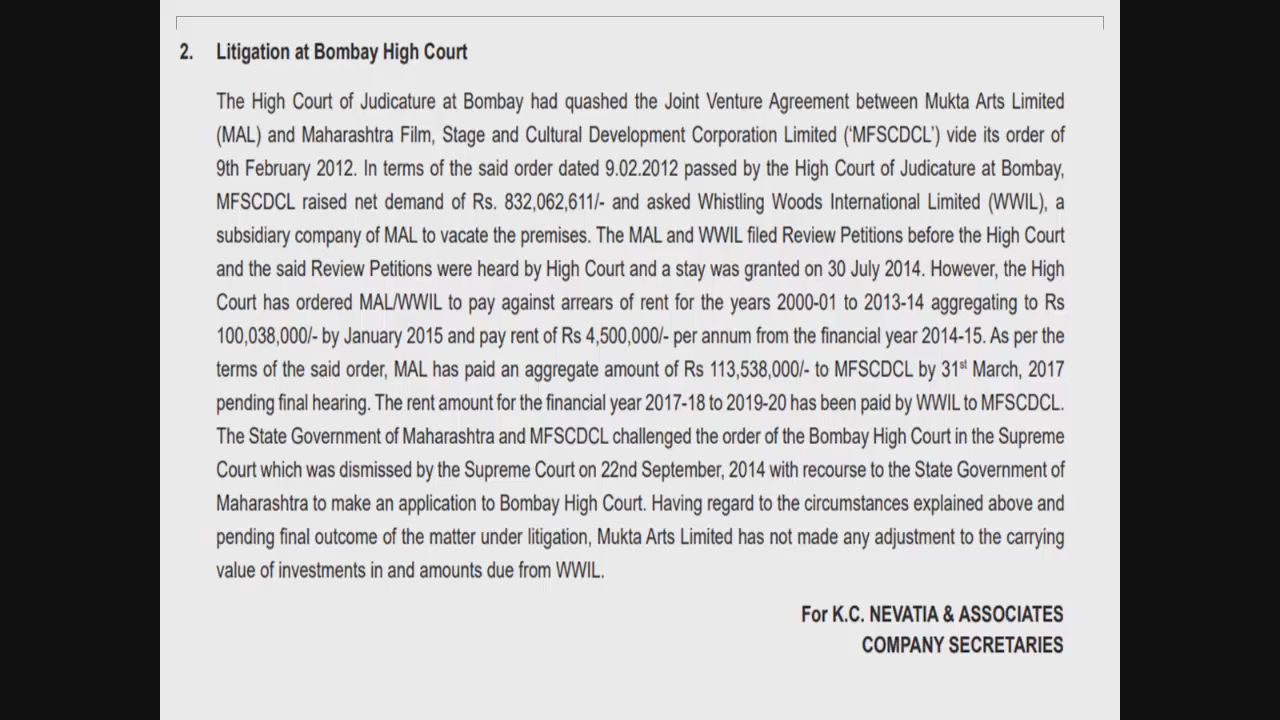 2. Litigation at Bombay High Court
The High Court of Judicature at Bombay had quashed the Joint Venture Agreement between Mukta Arts Limited
(MAL) and Maharashtra Film, Stage and Cultural Development Corporation Limited (‘MFSCDCL’) vide its order of
9th February 2012. In terms of the said order dated 9.02.2012 passed by the High Court of Judicature at Bombay,
MFSCDCL raised net demand of Rs. 832,062,611/- and asked Whistling Woods International Limited (WWIL), a
subsidiary company of MAL to vacate the premises. The MAL and WWIL filed Review Petitions before the High Court
and the said Review Petitions were heard by High Court and a stay was granted on 30 July 2014. However, the High
Court has ordered MAL/WWIL to pay against arrears of rent for the years 2000-01 to 2013-14 aggregating to Rs
100,038,000/- by January 2015 and pay rent of Rs 4,500,000/- per annum from the financial year 2014-15. As per the
terms of the said order, MAL has paid an aggregate amount of Rs 113,538,000/- to MFSCDCL by 31st March, 2017
pending final hearing. The rent amount for the financial year 2017-18 to 2019-20 has been paid by WWIL to MFSCDCL.
The State Government of Maharashtra and MFSCDCL challenged the order of the Bombay High Court in the Supreme
Court which was dismissed by the Supreme Court on 22nd September, 2014 with recourse to the State Government of
Maharashtra to make an application to Bombay High Court. Having regard to the circumstances explained above and
pending final outcome of the matter under litigation, Mukta Arts Limited has not made any adjustment to the carrying
value of investments in and amounts due from WWIL.
For K.C. NEVATIA & ASSOCIATES
COMPANY SECRETARIES